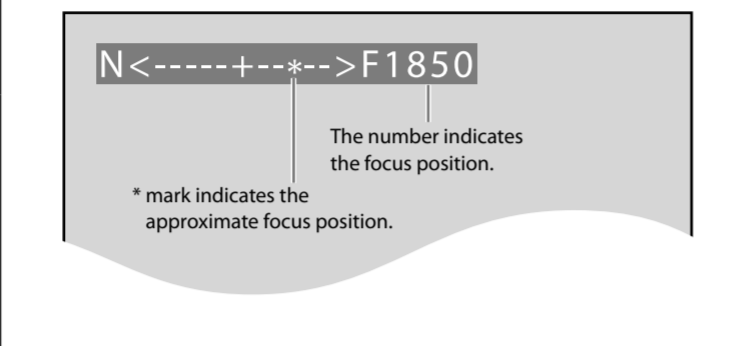 N<-----+--*-->F1850
The number indicates
the focus position.
* mark indicates the
approximate focus position.